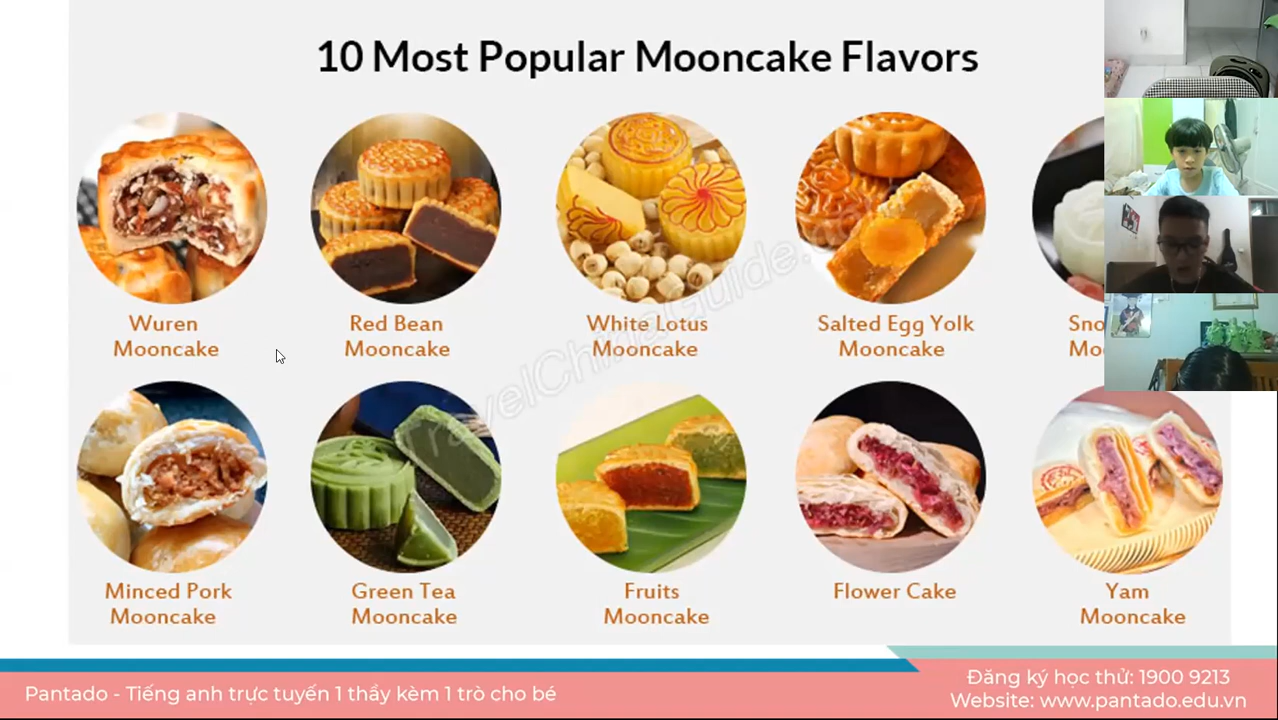 10 Most Popular Mooncake Flavors
Wuren
Mooncake
Red Bean
Mooncake
White Lotus
Mooncake
Salted Egg Yolk
Mooncake
Minced Pork
Mooncake
Green Tea
Mooncake
Fruits
Mooncake
Flower Cake
Yam
Mooncake
TravelChinaGuide.co
Pantado - Tiếng anh trực tuyến 1 thầy kèm 1 trò cho bé
Đăng ký học thử: 1900 9213
Website: www.pantado.edu.vn